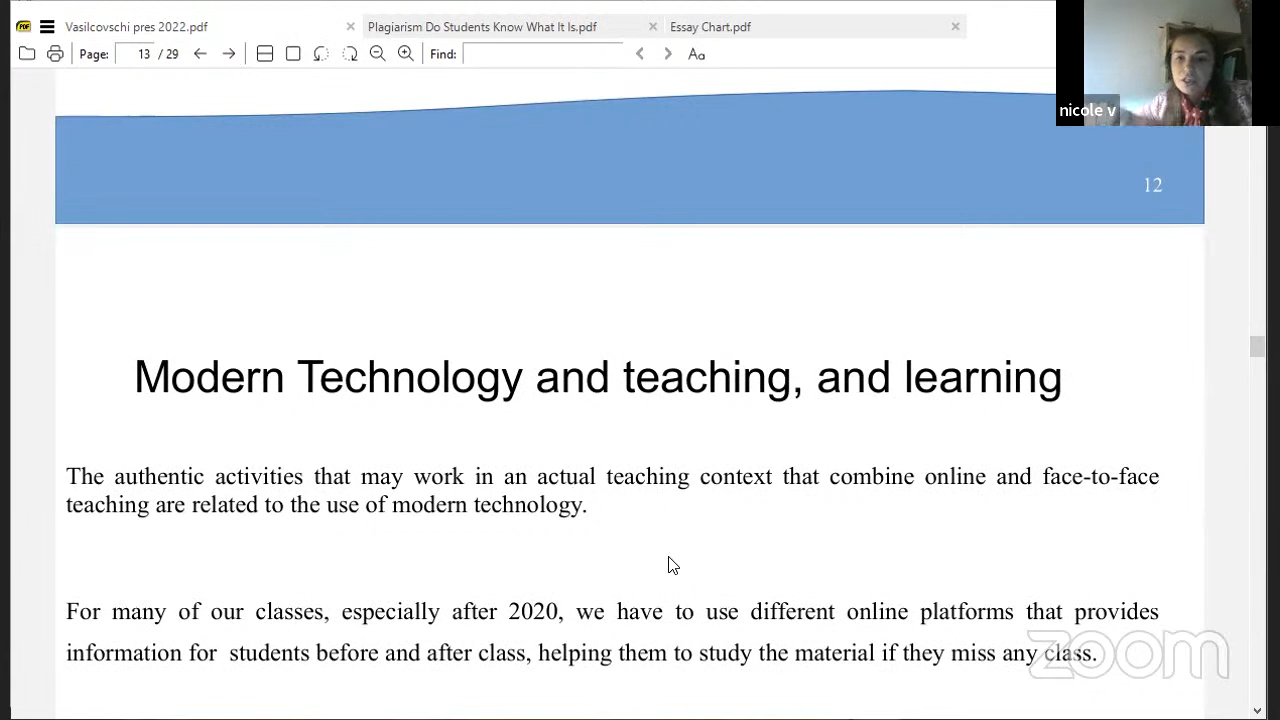 Vasilcovschi pres 2022.pdf
Plagiarism Do Students Know What It Is.pdf
Essay Chart.pdf
PDF
Page: 13 / 29
Find:
Aa
nicole v
12
Modern Technology and teaching, and learning
The authentic activities that may work in an actual teaching context that combine online and face-to-face
teaching are related to the use of modern technology.
For many of our classes, especially after 2020, we have to use different online platforms that provides
information for students before and after class, helping them to study the material if they miss any class.
zoom